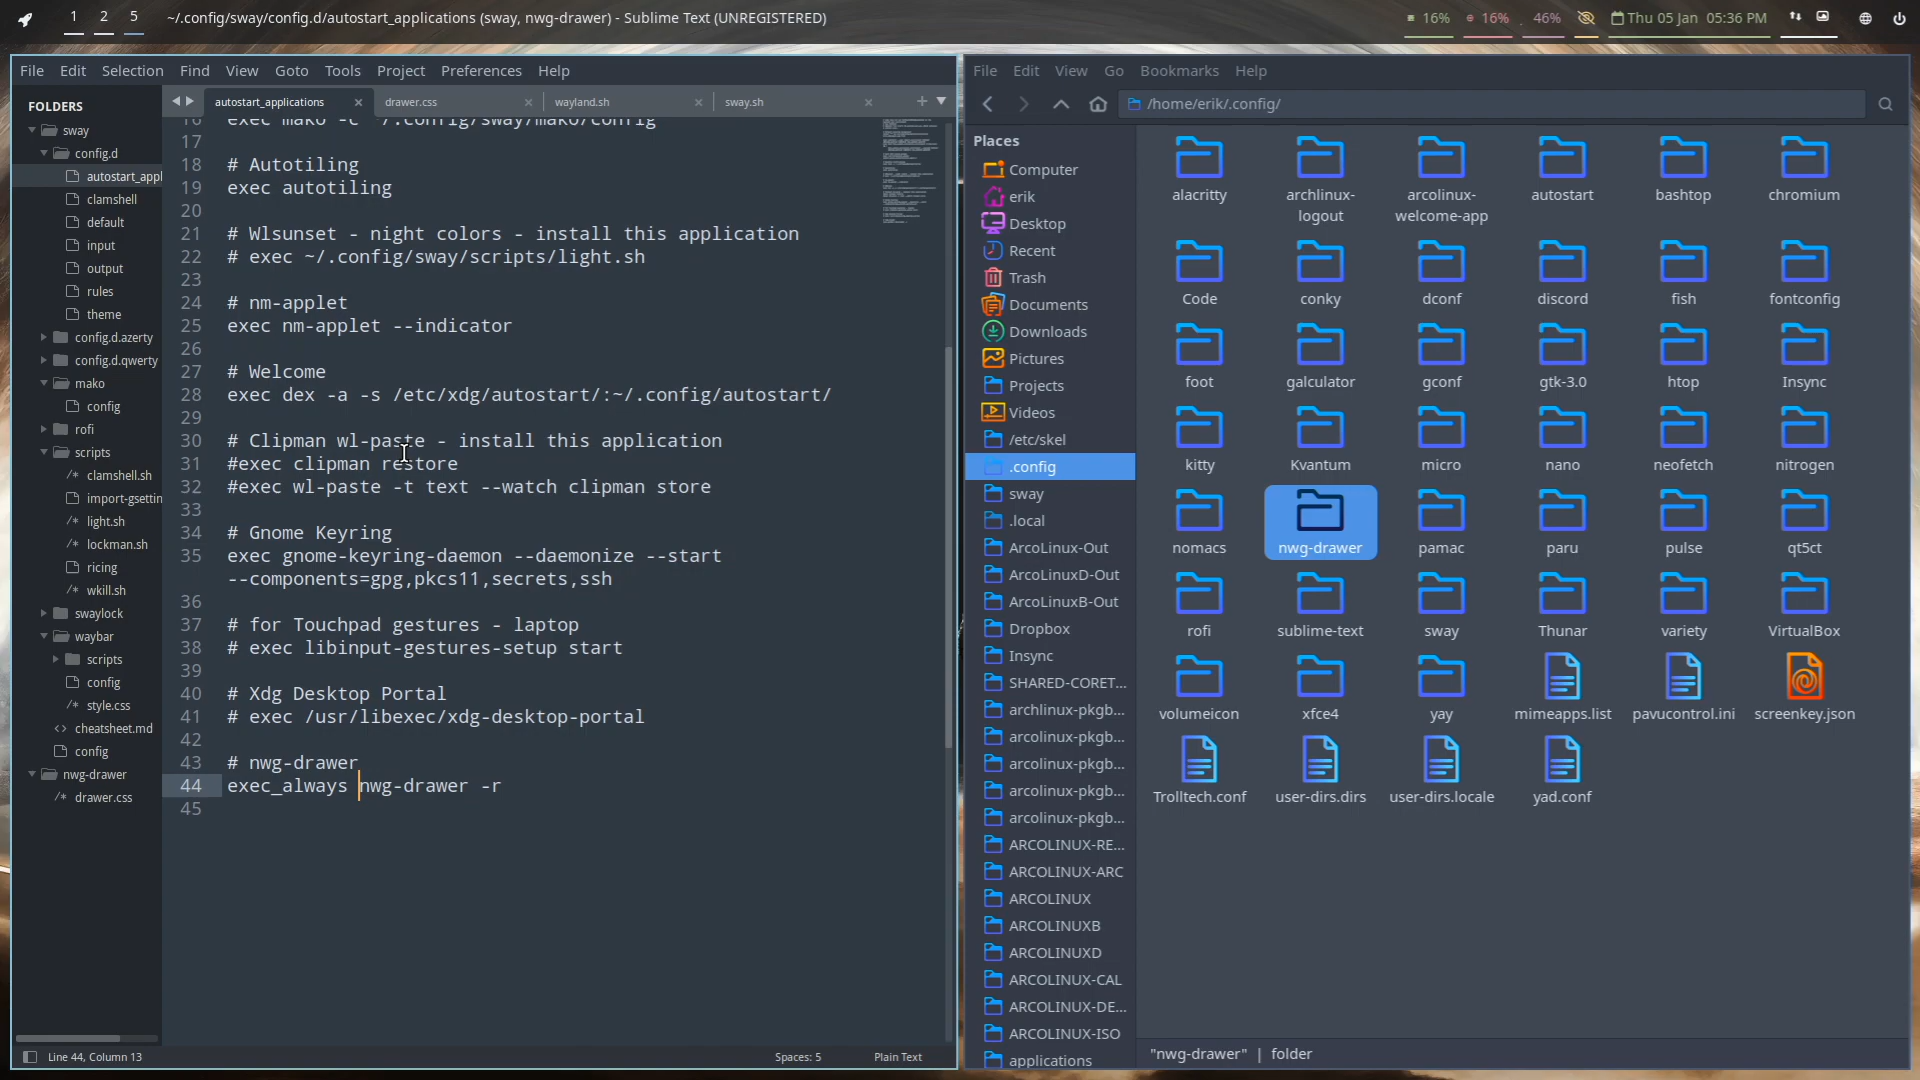 1 2 5 ~/.config/sway/config.d/autostart_applications (sway, nwg-drawer) - Sublime Text (UNREGISTERED) 16% 16% 46% Thu 05 Jan 05:36 PM
File Edit Selection Find View Goto Tools Project Preferences Help
FOLDERS
sway
config.d
autostart_appl
clamshell
default
input
output
rules
theme
config.d.azerty
config.d.qwerty
mako
config
rofi
scripts
clamshell.sh
import-gsettin
light.sh
lockman.sh
ricing
wkill.sh
swaylock
waybar
scripts
config
style.css
cheatsheet.md
config
nwg-drawer
drawer.css
autostart_applications drawer.css wayland.sh sway.sh
16 exec mako -c ~/.config/sway/mako/config
17
18 # Autotiling
19 exec autotiling
20
21 # Wlsunset - night colors - install this application
22 # exec ~/.config/sway/scripts/light.sh
23
24 # nm-applet
25 exec nm-applet --indicator
26
27 # Welcome
28 exec dex -a -s /etc/xdg/autostart/:~/.config/autostart/
29
30 # Clipman wl-paste - install this application
31 #exec clipman restore
32 #exec wl-paste -t text --watch clipman store
33
34 # Gnome Keyring
35 exec gnome-keyring-daemon --daemonize --start
--components=gpg,pkcs11,secrets,ssh
36
37 # for Touchpad gestures - laptop
38 # exec libinput-gestures-setup start
39
40 # Xdg Desktop Portal
41 # exec /usr/libexec/xdg-desktop-portal
42
43 # nwg-drawer
44 exec_always nwg-drawer -r
45
Line 44, Column 13 Spaces: 5 Plain Text
File Edit View Go Bookmarks Help
/home/erik/.config/
Places
Computer
erik
Desktop
Recent
Trash
Documents
Downloads
Pictures
Projects
Videos
/etc/skel
.config
sway
.local
ArcoLinux-Out
ArcoLinuxD-Out
ArcoLinuxB-Out
Dropbox
Insync
SHARED-CORET...
archlinux-pkgb...
arcolinux-pkgb...
arcolinux-pkgb...
arcolinux-pkgb...
arcolinux-pkgb...
ARCOLINUX-RE...
ARCOLINUX-ARC
ARCOLINUX
ARCOLINUXB
ARCOLINUXD
ARCOLINUX-CAL
ARCOLINUX-DE...
ARCOLINUX-ISO
applications
alacritty archlinux-logout arcolinux-welcome-app autostart bashtop chromium
Code conky dconf discord fish fontconfig
foot galculator gconf gtk-3.0 htop Insync
kitty Kvantum micro nano neofetch nitrogen
nomacs nwg-drawer pamac paru pulse qt5ct
rofi sublime-text sway Thunar variety VirtualBox
volumeicon xfce4 yay mimeapps.list pavucontrol.ini screenkey.json
Trolltech.conf user-dirs.dirs user-dirs.locale yad.conf
"nwg-drawer" | folder